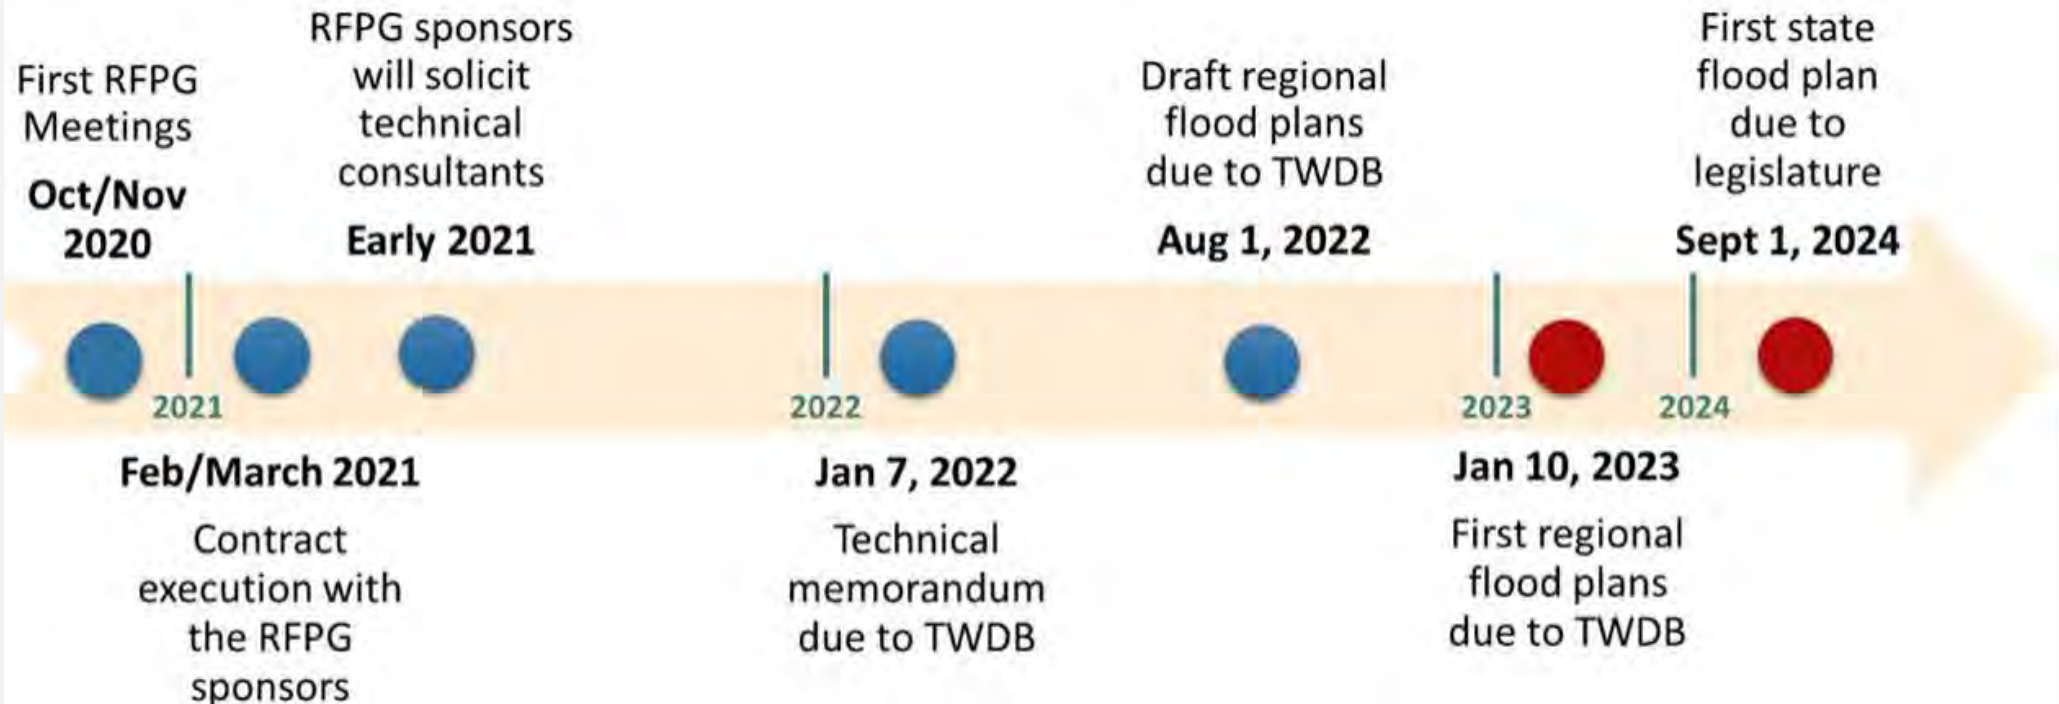 First RFPG
Meetings
Oct/Nov
2020
RFPG sponsors
will solicit
technical
consultants
Early 2021
Draft regional
flood plans
due to TWDB
Aug 1, 2022
First state
flood plan
due to
legislature
Sept 1, 2024
2021
2022
2023
2024
Feb/March 2021
Contract
execution with
the RFPG
sponsors
Jan 7, 2022
Technical
memorandum
due to TWDB
Jan 10, 2023
First regional
flood plans
due to TWDB